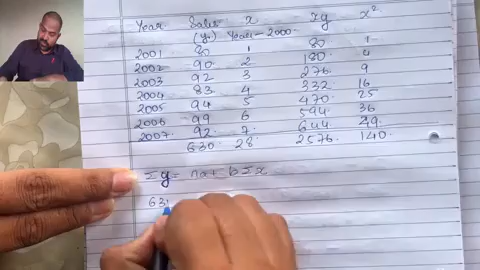 Year Sales x xy x²
(y) Year-2000
2001 80 1 80 1
2002 90 2 180 4
2003 92 3 276 9
2004 83 4 332 16
2005 94 5 470 25
2006 99 6 594 36
2007 92 7 644 49
630 28 2576 140
Σy = na + bΣx
63